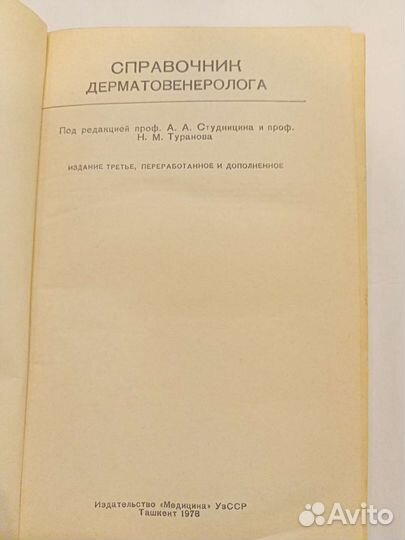 СПРАВОЧНИК
ДЕРМАТОВЕНЕРОЛОГА
Под редакцией проф. А. А. Студницина и проф.
Н. М. Туранова
ИЗДАНИЕ ТРЕТЬЕ, ПЕРЕРАБОТАННОЕ И ДОПОЛНЕННОЕ
Издательство «Медицина» УзССР
Ташкент 1978
Avito